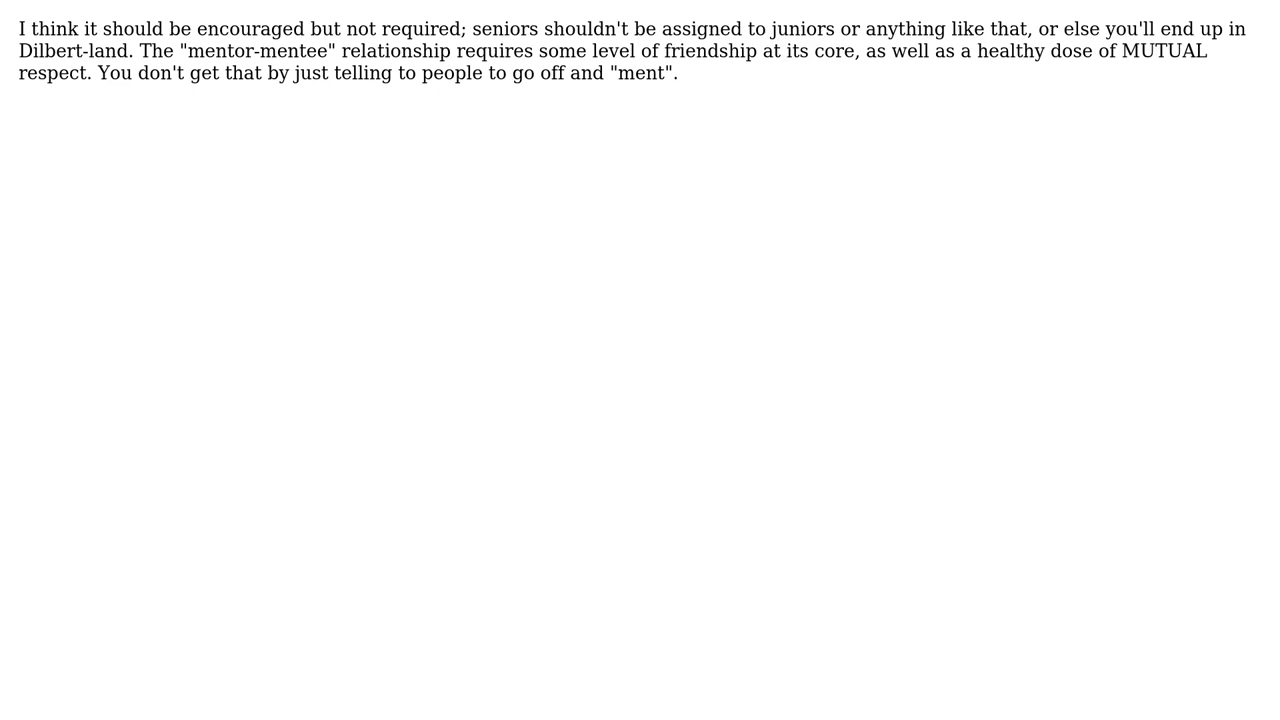 I think it should be encouraged but not required; seniors shouldn't be assigned to juniors or anything like that, or else you'll end up in
Dilbert-land. The "mentor-mentee" relationship requires some level of friendship at its core, as well as a healthy dose of MUTUAL
respect. You don't get that by just telling to people to go off and "ment".